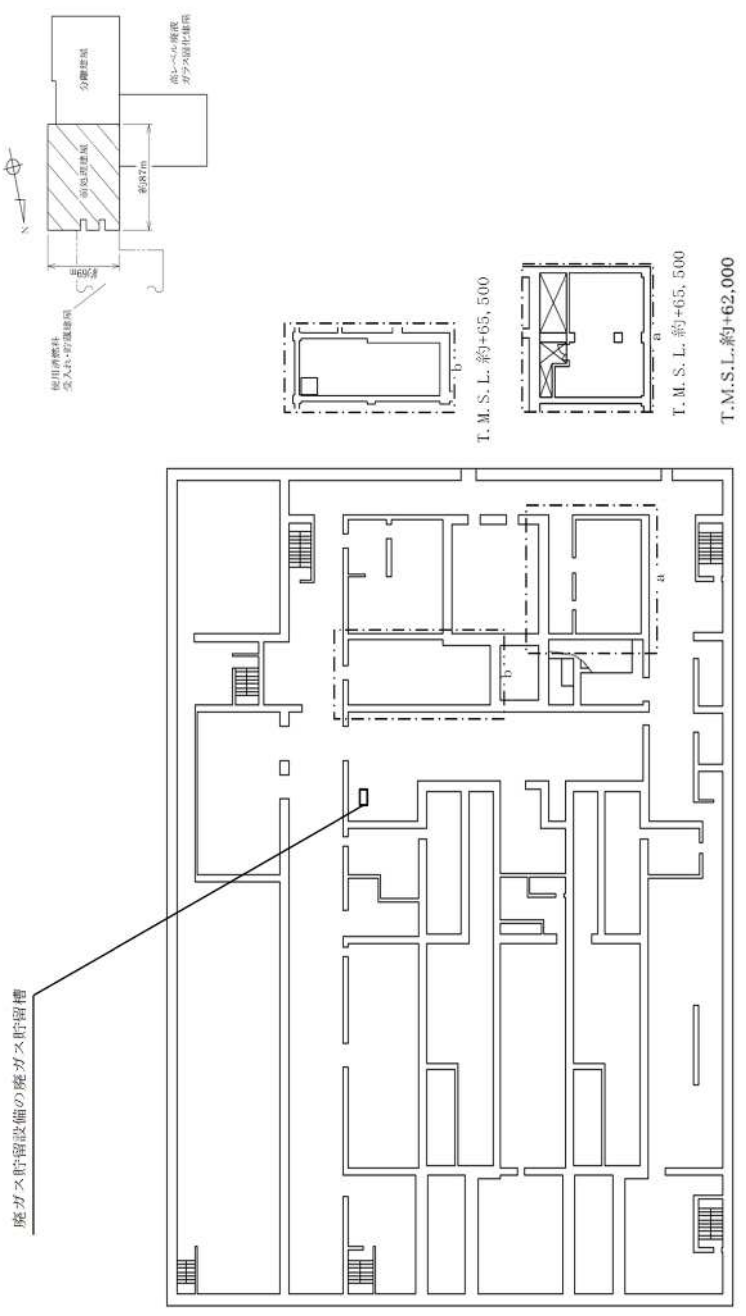 廃ガス貯留設備の廃ガス貯留槽
b
a
N
使用済燃料
受入れ・貯蔵建屋
前処理建屋
分離建屋
高レベル廃液
ガラス固化建屋
約69m
約87m
b
T.M.S.L.約+65,500
a
T.M.S.L.約+65,500
T.M.S.L.約+62,000